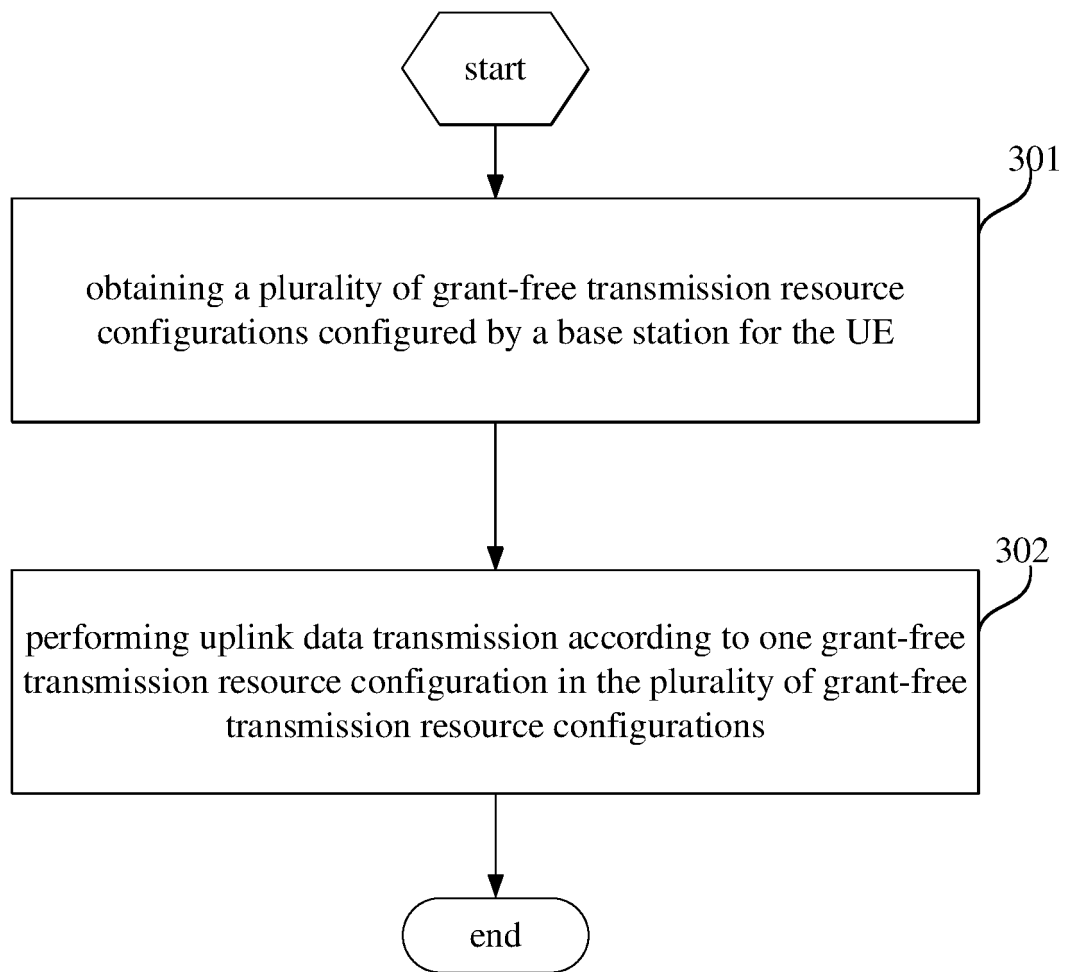 start
301
obtaining a plurality of grant-free transmission resource
configurations configured by a base station for the UE
302
performing uplink data transmission according to one grant-free
transmission resource configuration in the plurality of grant-free
transmission resource configurations
end